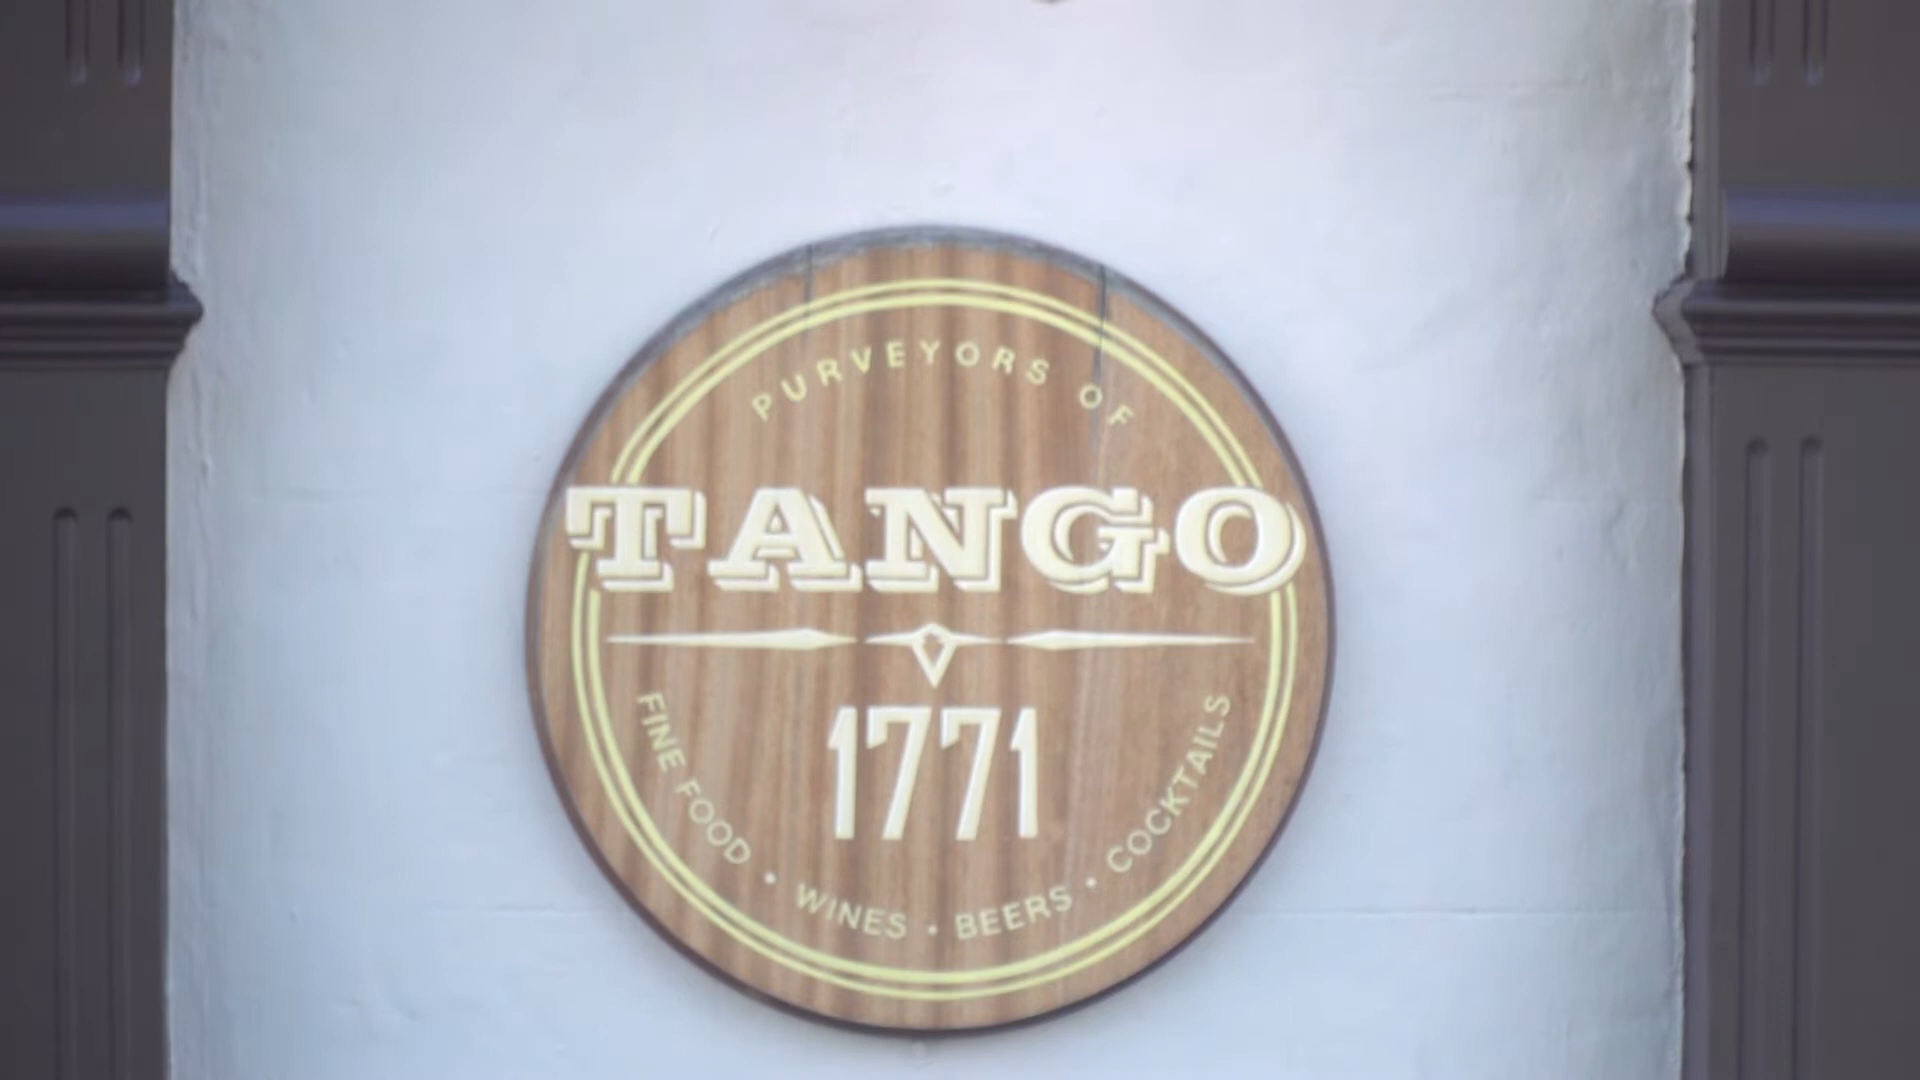 PURVEYORS OF
TANGO
1771
FINE FOOD • WINES • BEERS • COCKTAILS